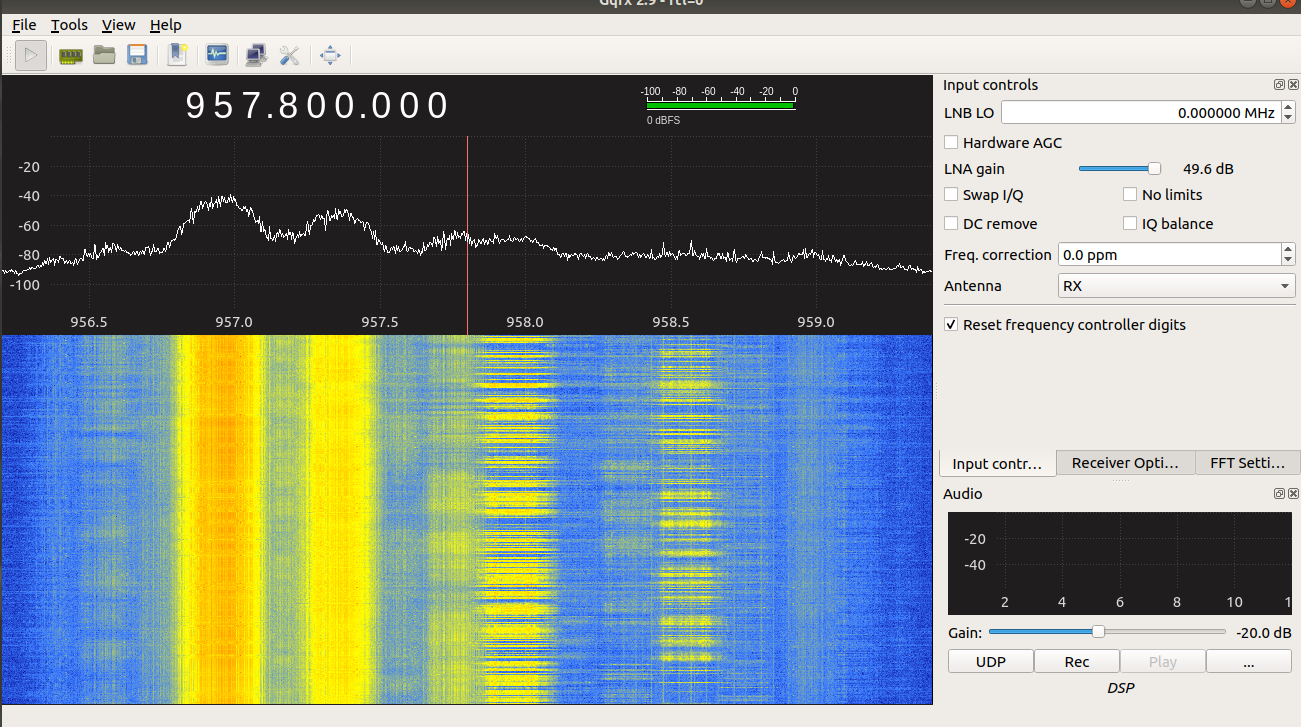 Gqrx 2.9 - rtl=0
File Tools View Help
957.800.000
-100 -80 -60 -40 -20 0
0 dBFS
-20
-40
-60
-80
-100
956.5 957.0 957.5 958.0 958.5 959.0
Input controls
LNB LO 0.000000 MHz
Hardware AGC
LNA gain 49.6 dB
Swap I/Q No limits
DC remove IQ balance
Freq. correction 0.0 ppm
Antenna RX
Reset frequency controller digits
Input contr... Receiver Opti... FFT Setti...
Audio
-20
-40
2 4 6 8 10 1
Gain: -20.0 dB
UDP Rec Play ...
DSP